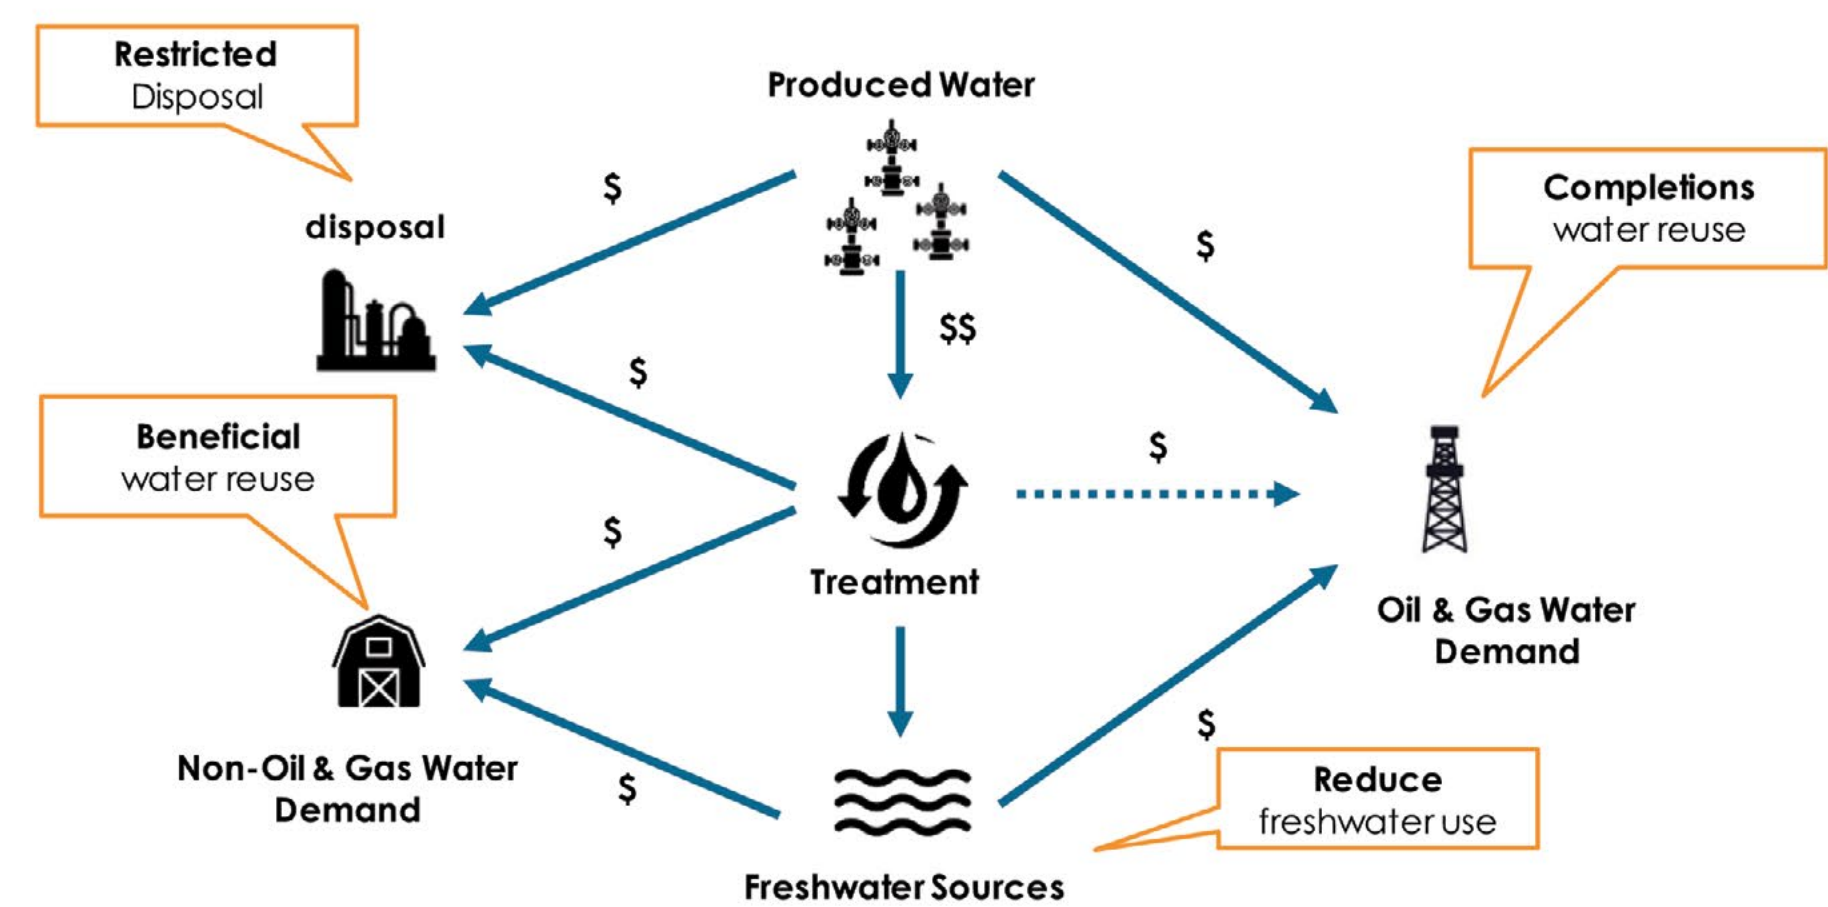 Restricted
Disposal
Produced Water
$
disposal
$
Completions
water reuse
$$
$
Beneficial
water reuse
$
$
Treatment
Oil & Gas Water
Demand
$
Non-Oil & Gas Water
Demand
$
Reduce
freshwater use
Freshwater Sources